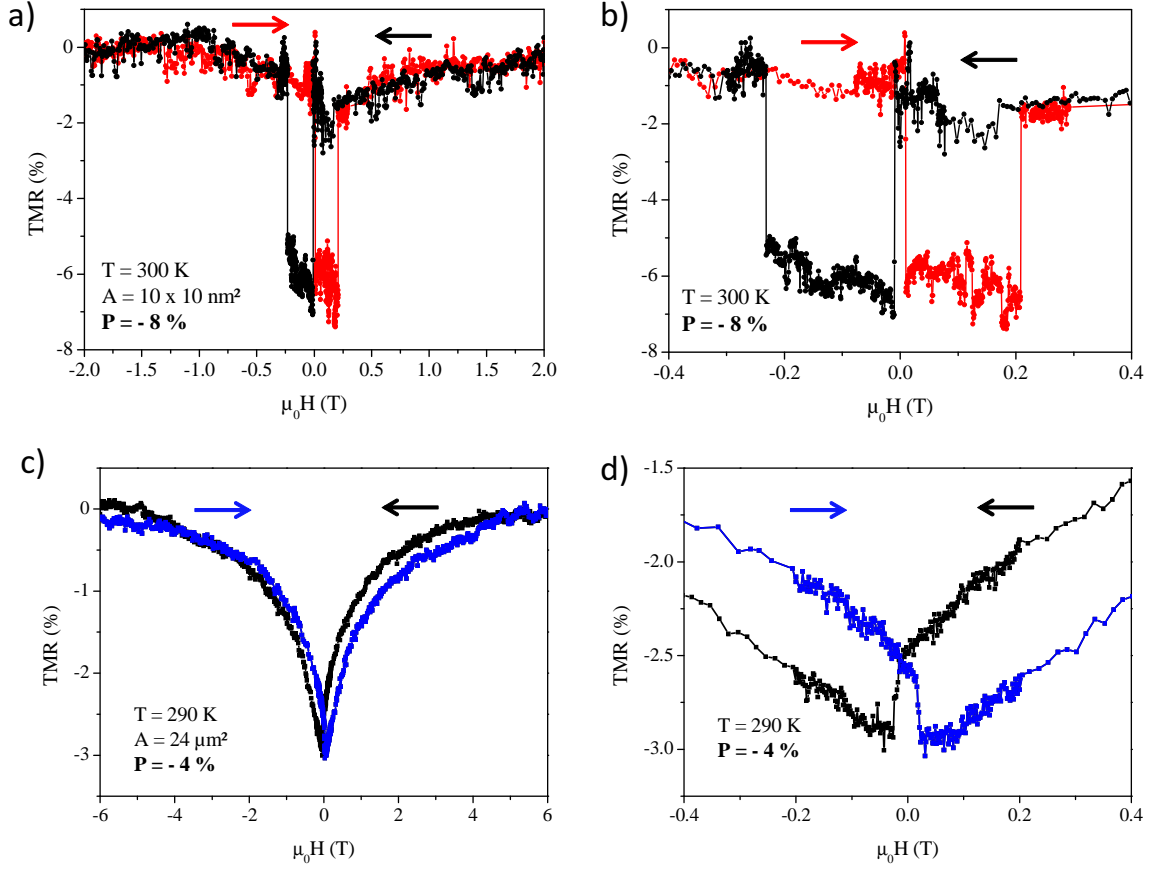 a)
TMR (%)
0
-2
-4
-6
-8
T = 300 K
A = 10 x 10 nm²
P = - 8 %
-2.0 -1.5 -1.0 -0.5 0.0 0.5 1.0 1.5 2.0
µ₀H (T)
b)
TMR (%)
0
-2
-4
-6
-8
T = 300 K
P = - 8 %
-0.4 -0.2 0.0 0.2 0.4
µ₀H (T)
c)
TMR (%)
0
-1
-2
-3
T = 290 K
A = 24 µm²
P = - 4 %
-6 -4 -2 0 2 4 6
µ₀H (T)
d)
TMR (%)
-1.5
-2.0
-2.5
-3.0
T = 290 K
P = - 4 %
-0.4 -0.2 0.0 0.2 0.4
µ₀H (T)